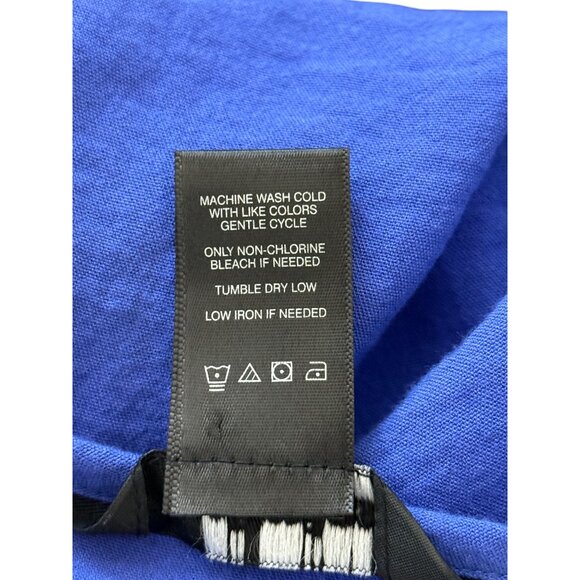 MACHINE WASH COLD
WITH LIKE COLORS
GENTLE CYCLE
ONLY NON-CHLORINE
BLEACH IF NEEDED
TUMBLE DRY LOW
LOW IRON IF NEEDED